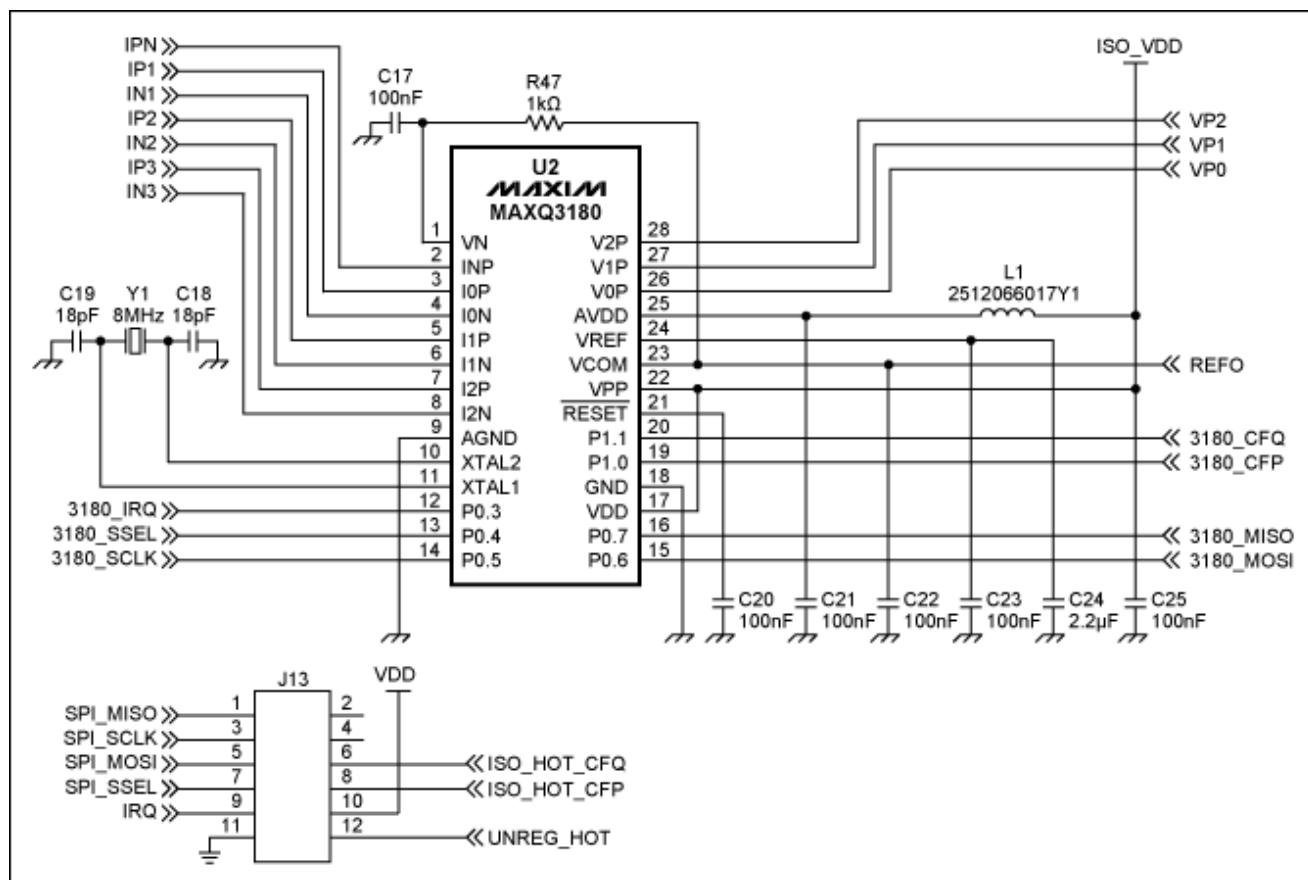 IPN
IP1
IN1
IP2
IN2
IP3
IN3
C17
100nF
R47
1kΩ
ISO_VDD
VP2
VP1
VP0
U2
MAXIM
MAXQ3180
1 VN V2P 28
2 INP V1P 27
3 I0P V0P 26
4 I0N AVDD 25
5 I1P VREF 24
6 I1N VCOM 23
7 I2P VPP 22
8 I2N RESET 21
9 AGND P1.1 20
10 XTAL2 P1.0 19
11 XTAL1 GND 18
12 P0.3 VDD 17
13 P0.4 P0.7 16
14 P0.5 P0.6 15
L1
2512066017Y1
C19
18pF
Y1
8MHz
C18
18pF
REFO
3180_CFQ
3180_CFP
3180_IRQ
3180_SSEL
3180_SCLK
3180_MISO
3180_MOSI
C20
100nF
C21
100nF
C22
100nF
C23
100nF
C24
2.2µF
C25
100nF
J13
VDD
SPI_MISO 1 2
SPI_SCLK 3 4
SPI_MOSI 5 6 ISO_HOT_CFQ
SPI_SSEL 7 8 ISO_HOT_CFP
IRQ 9 10
11 12 UNREG_HOT